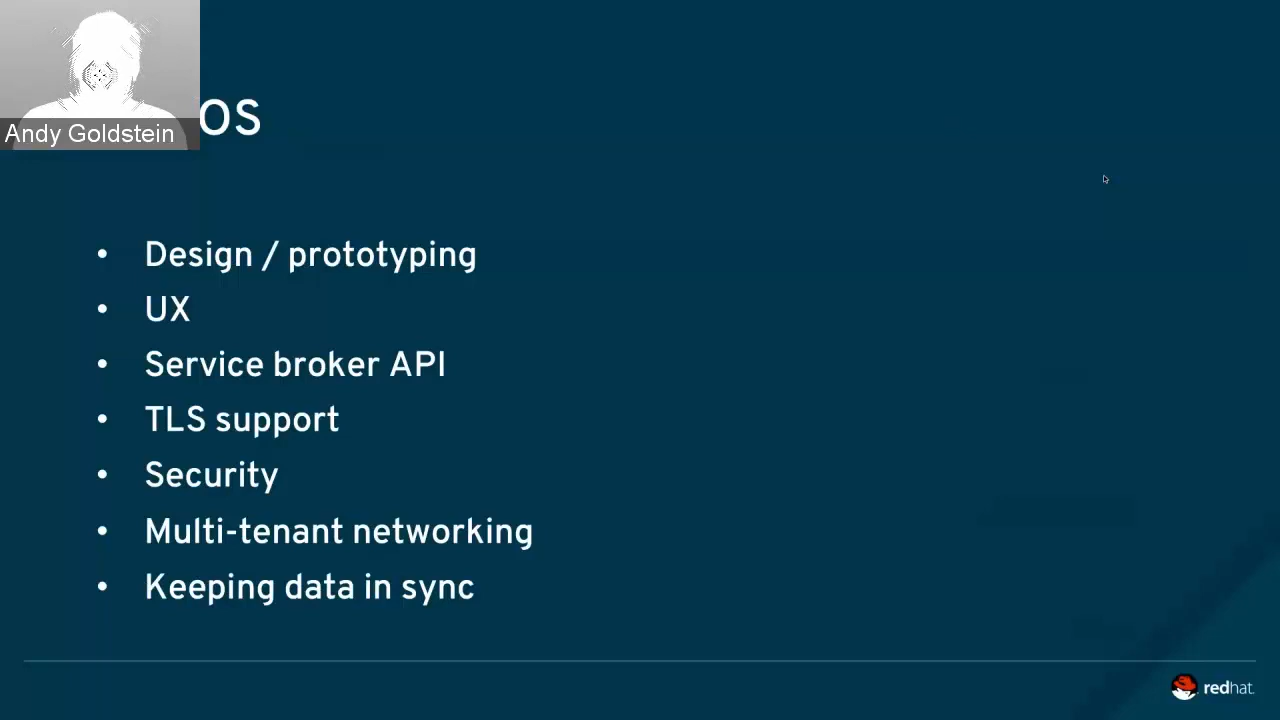 os
Andy Goldstein
Design / prototyping
UX
Service broker API
TLS support
Security
Multi-tenant networking
Keeping data in sync
redhat.